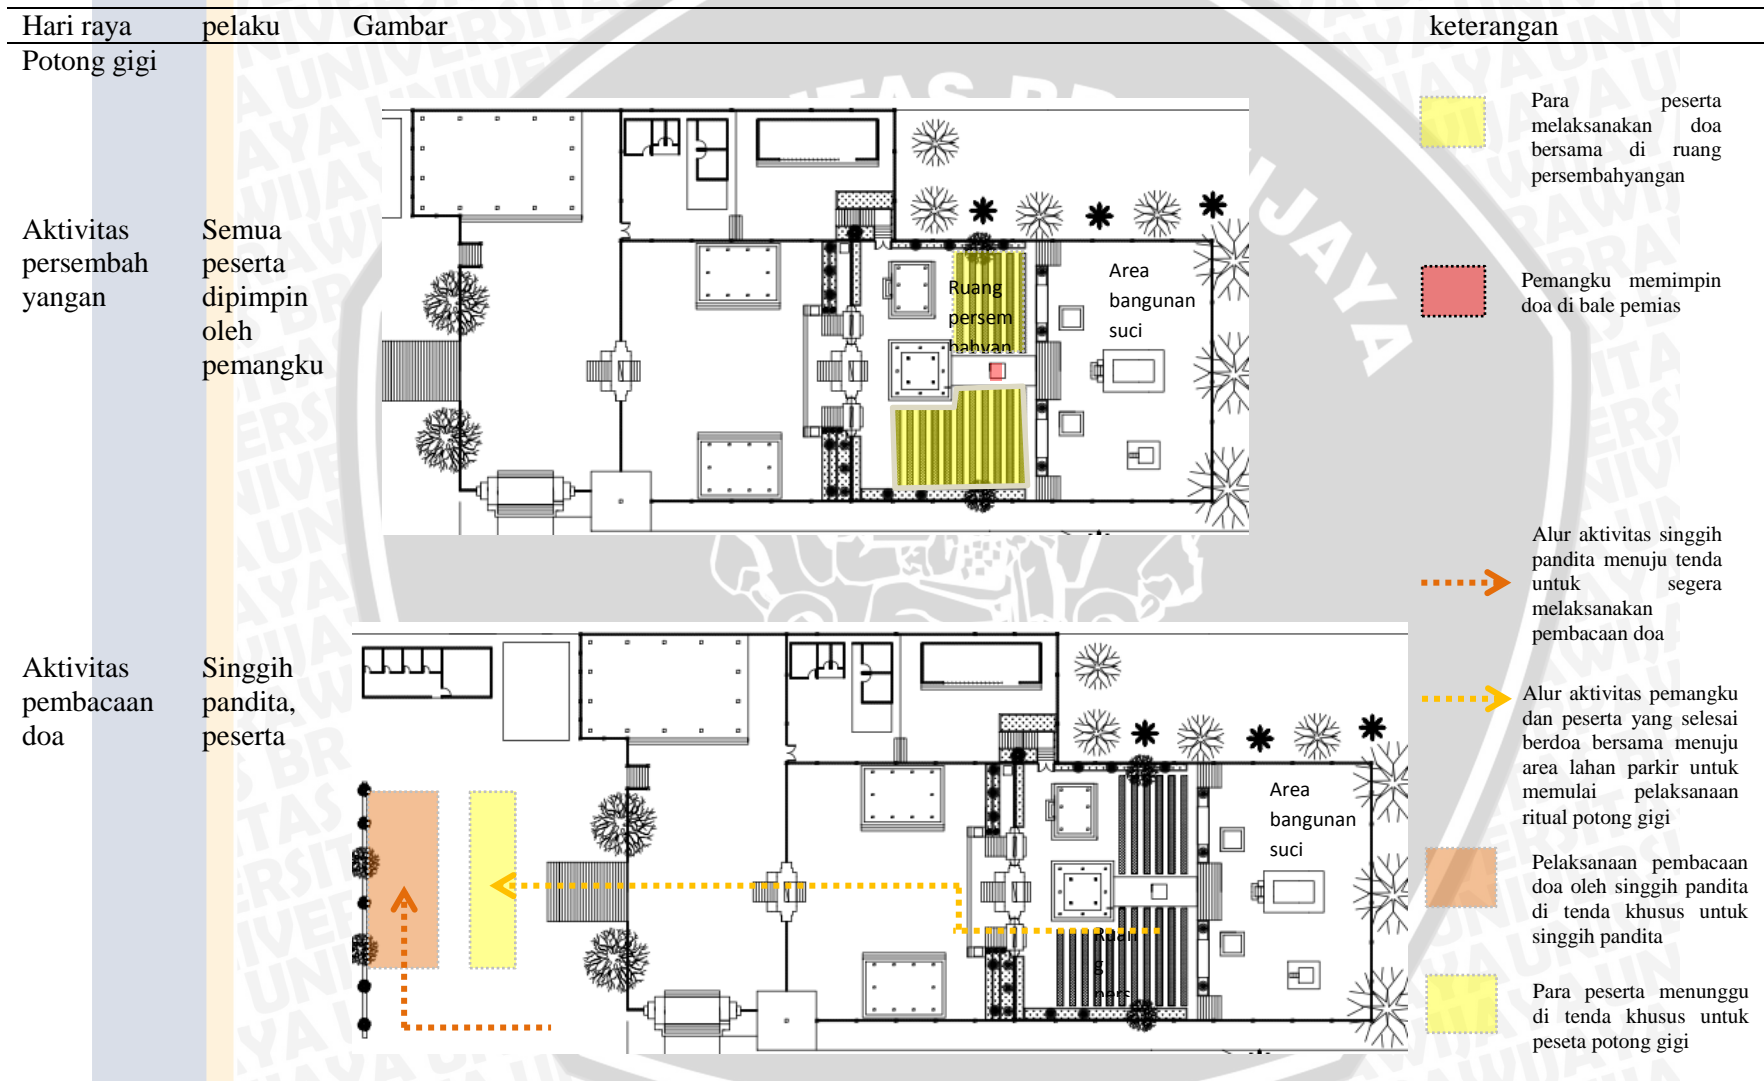 Hari raya pelaku Gambar keterangan
Potong gigi
Para peserta
melaksanakan doa
bersama di ruang
persembahyangan
Aktivitas
persembah
yangan
Semua
peserta
dipimpin
oleh
pemangku
Ruang
persem
bahyan
Area
bangunan
suci
Pemangku memimpin
doa di bale pemias
Alur aktivitas singgih
pandita menuju tenda
untuk segera
melaksanakan
pembacaan doa
Aktivitas
pembacaan
doa
Singgih
pandita,
peserta
Area
bangunan
suci
Ruan
g
pers
Alur aktivitas pemangku
dan peserta yang selesai
berdoa bersama menuju
area lahan parkir untuk
memulai pelaksanaan
ritual potong gigi
Pelaksanaan pembacaan
doa oleh singgih pandita
di tenda khusus untuk
singgih pandita
Para peserta menunggu
di tenda khusus untuk
peseta potong gigi